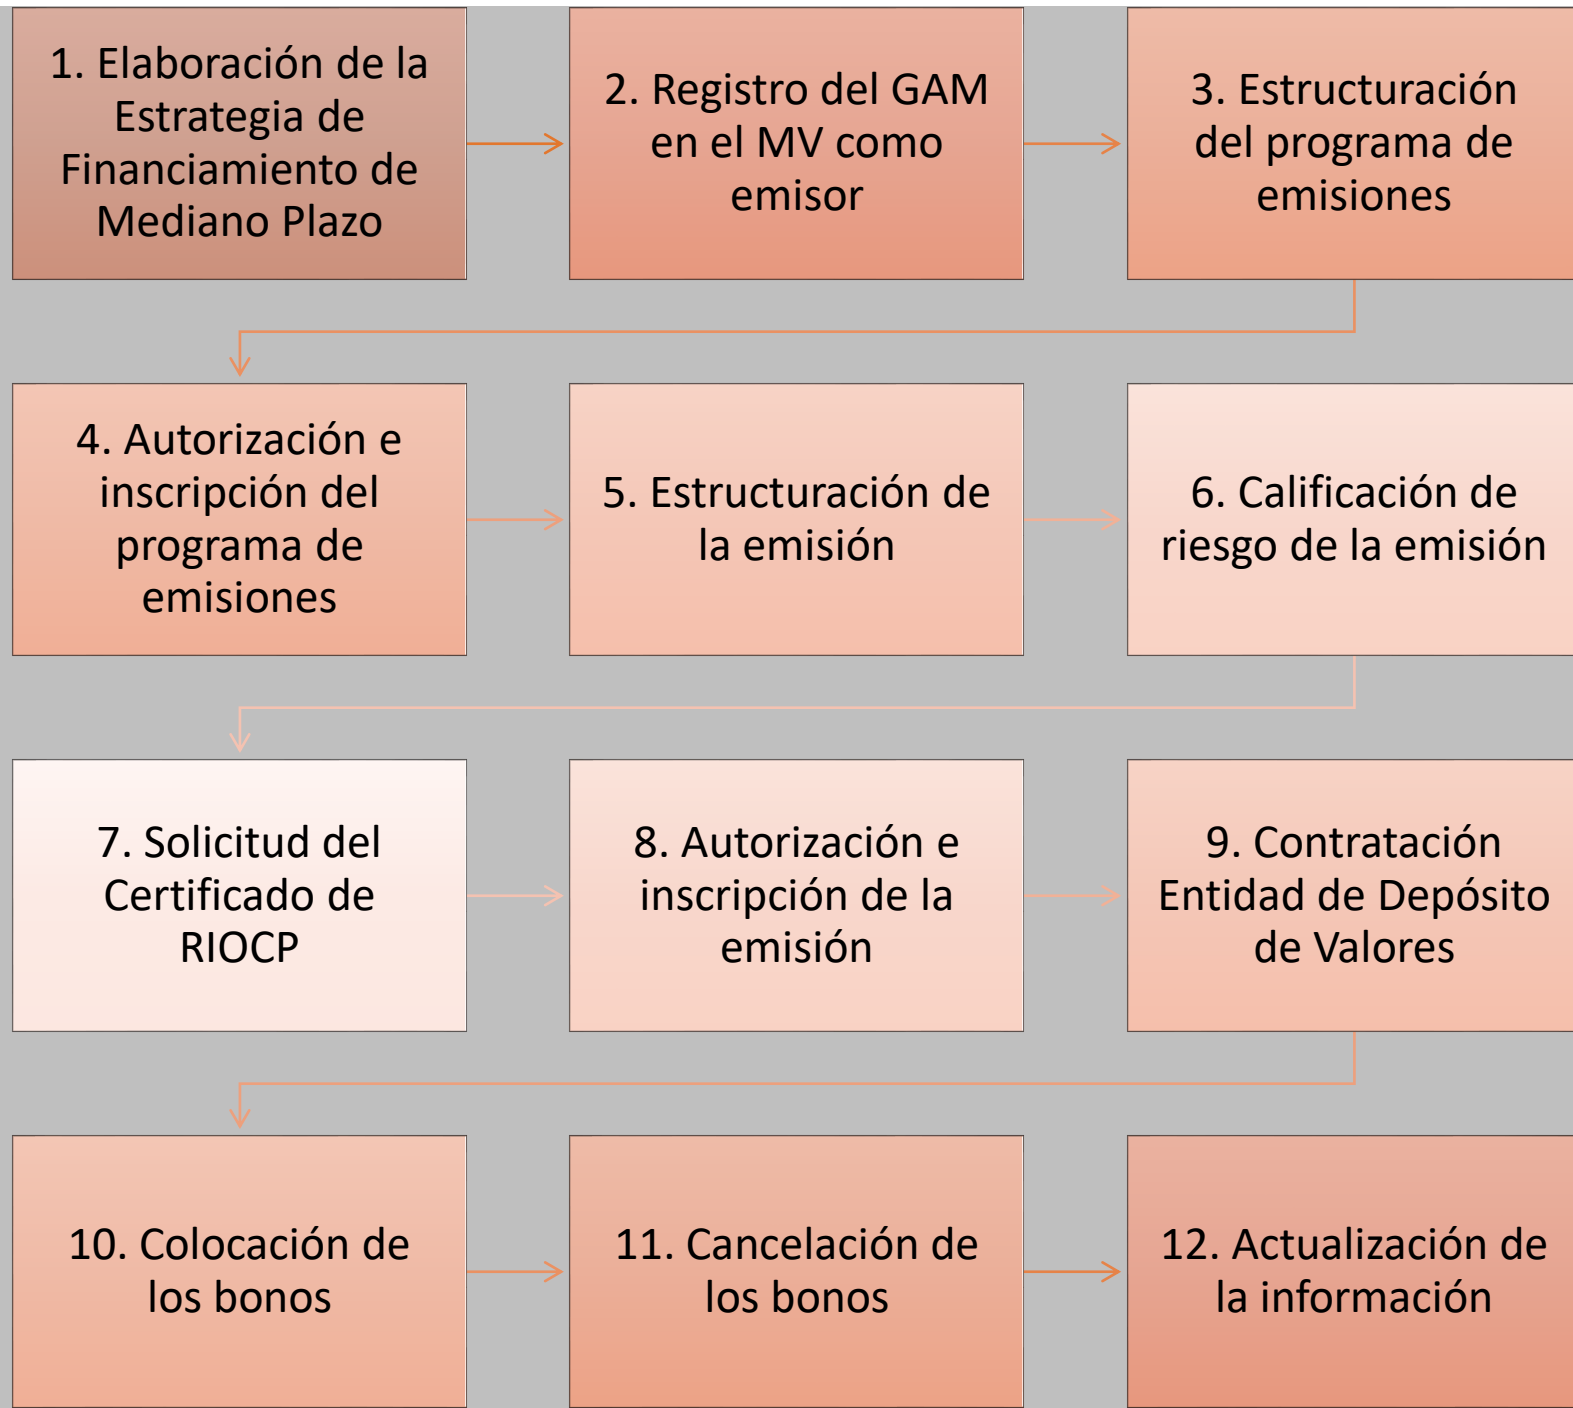 1. Elaboración de la
Estrategia de
Financiamiento de
Mediano Plazo
2. Registro del GAM
en el MV como
emisor
3. Estructuración
del programa de
emisiones
4. Autorización e
inscripción del
programa de
emisiones
5. Estructuración de
la emisión
6. Calificación de
riesgo de la emisión
7. Solicitud del
Certificado de
RIOCP
8. Autorización e
inscripción de la
emisión
9. Contratación
Entidad de Depósito
de Valores
10. Colocación de
los bonos
11. Cancelación de
los bonos
12. Actualización de
la información